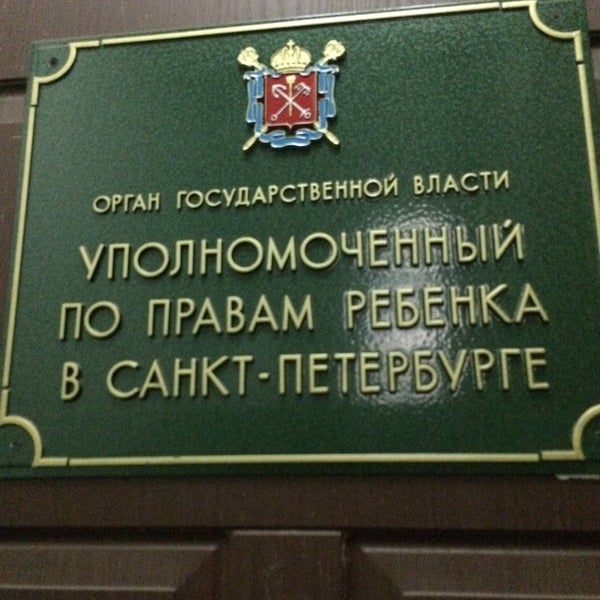 ОРГАН ГОСУДАРСТВЕННОЙ ВЛАСТИ
УПОЛНОМОЧЕННЫЙ
ПО ПРАВАМ РЕБЕНКА
В САНКТ-ПЕТЕРБУРГЕ